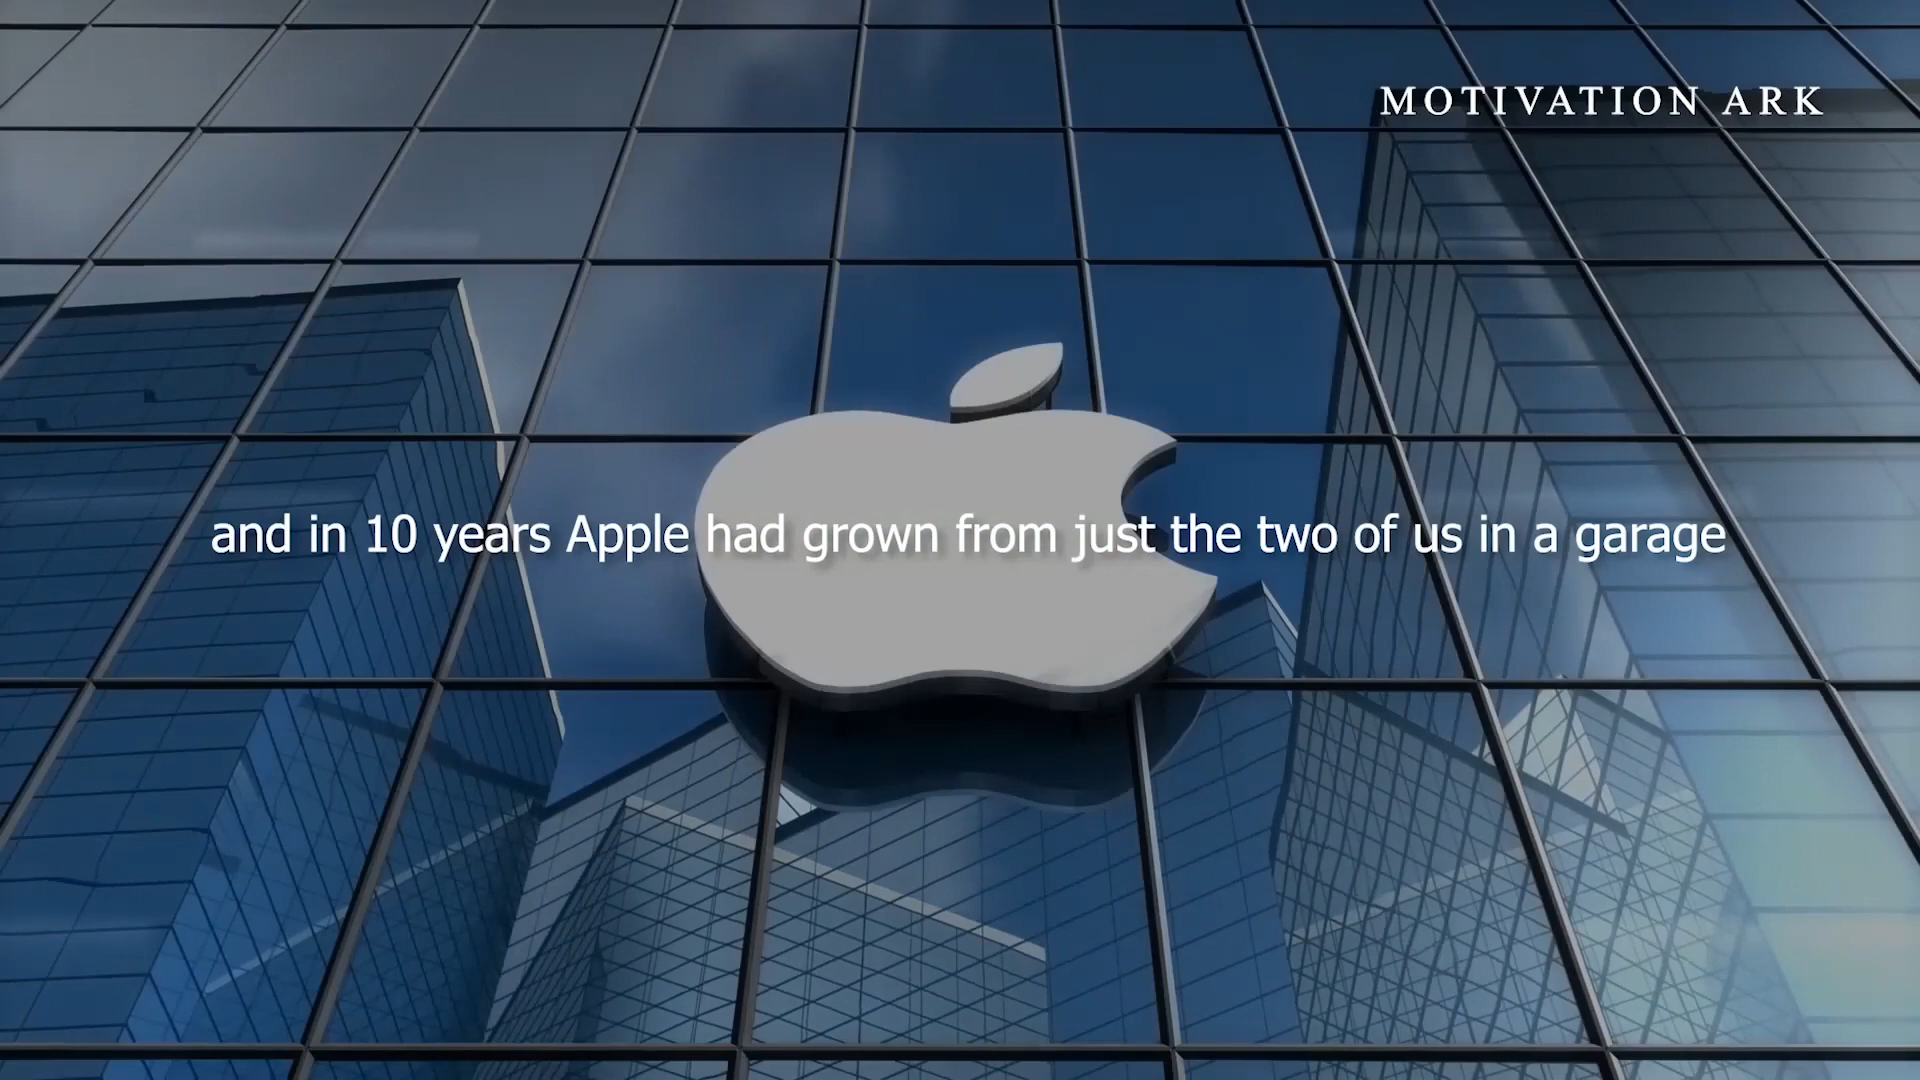 MOTIVATION ARK
and in 10 years Apple had grown from just the two of us in a garage